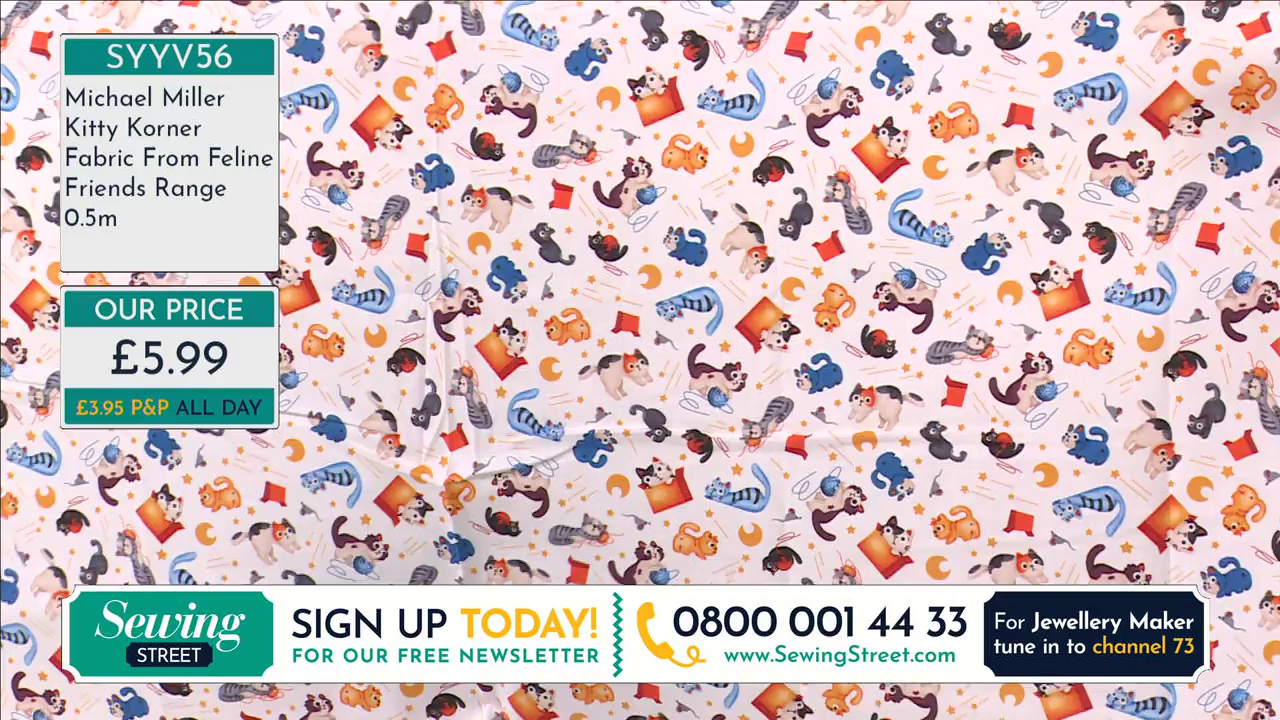 SYYV56
Michael Miller
Kitty Korner
Fabric From Feline
Friends Range
0.5m
OUR PRICE
£5.99
£3.95 P&P ALL DAY
Sewing
STREET
SIGN UP TODAY!
FOR OUR FREE NEWSLETTER
0800 001 44 33
www.SewingStreet.com
For Jewellery Maker
tune in to channel 73